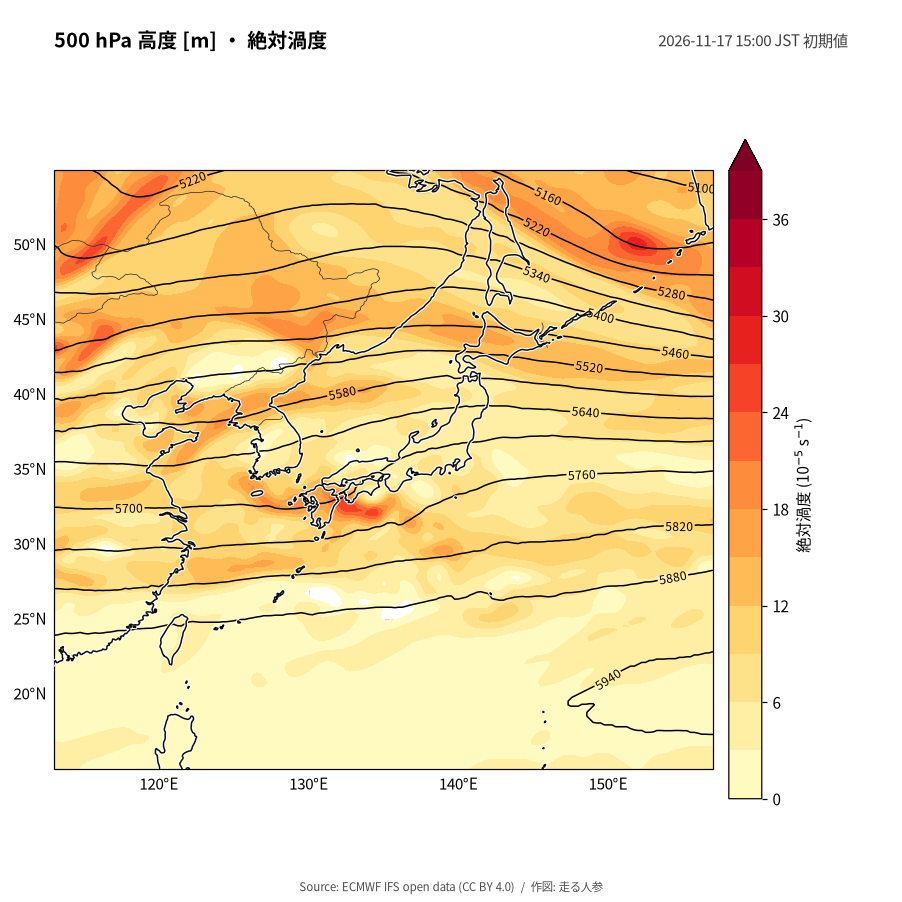 500 hPa 高度 [m] ・ 絶対渦度
2026-11-17 15:00 JST 初期値
5220
5160
5100
5220
5340
5280
5400
5460
5520
5580
5640
5760
5700
5820
5880
5940
50°N
45°N
40°N
35°N
30°N
25°N
20°N
120°E
130°E
140°E
150°E
36
30
24
18
12
6
0
絶対渦度 (10⁻⁵ s⁻¹)
Source: ECMWF IFS open data (CC BY 4.0) / 作図: 走る人参